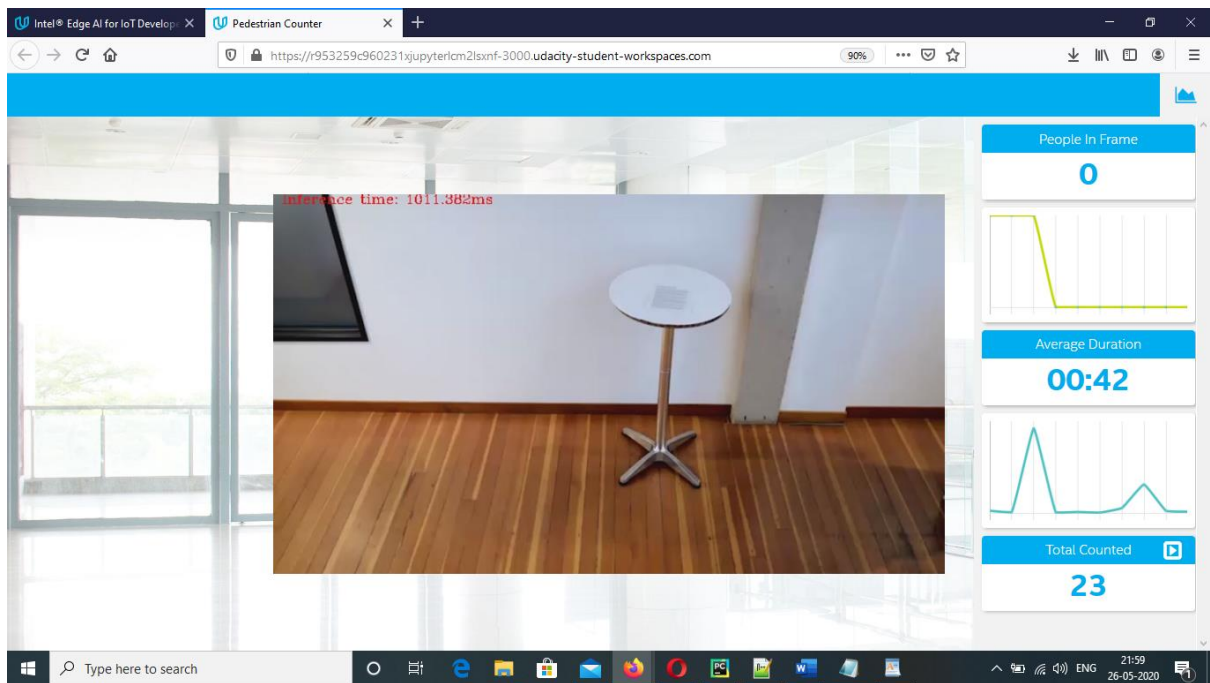 Intel® Edge AI for IoT Develop
Pedestrian Counter
https://r953259c960231xjupyterlcm2lsxnf-3000.udacity-student-workspaces.com
90%
People In Frame
0
Inference time: 1011.382ms
Average Duration
00:42
Total Counted
23
Type here to search
ENG
21:59
26-05-2020